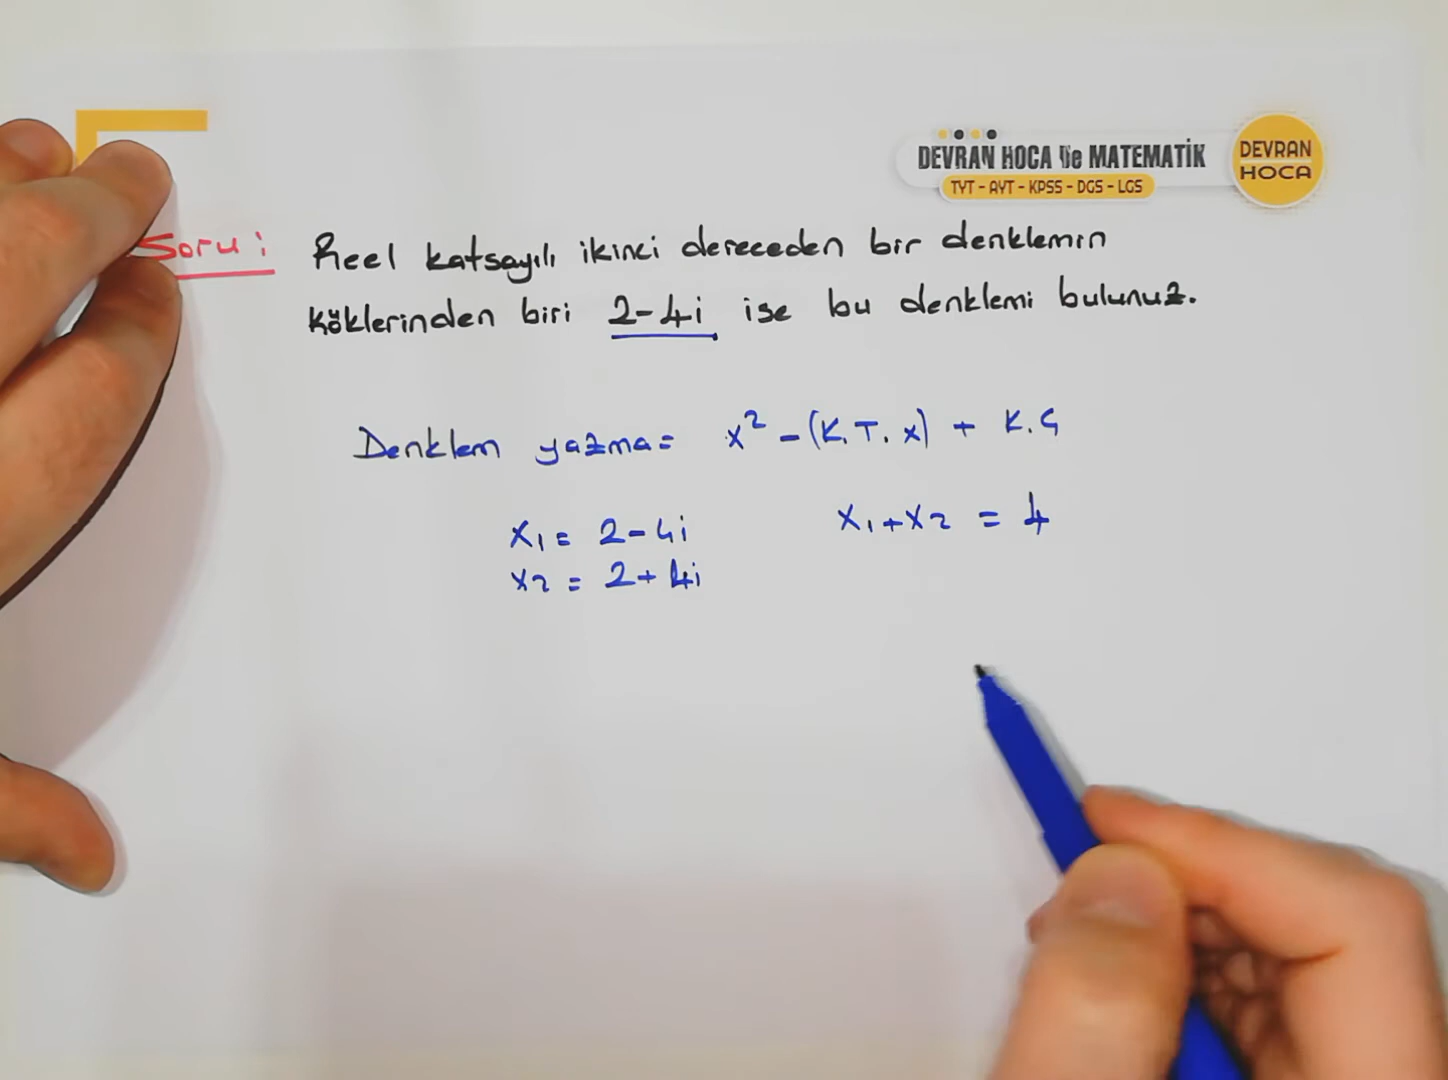 DEVRAN HOCA ile MATEMATİK
TYT - AYT - KPSS - DGS - LGS
DEVRAN
HOCA
Soru : Reel katsayılı ikinci dereceden bir denklemin
köklerinden biri 2-4i ise bu denklemi bulunuz.
Denklem yazma = x² - (K.T. x) + K.Ç
x₁ = 2-4i x₁+x₂ = 4
x₂ = 2+4i